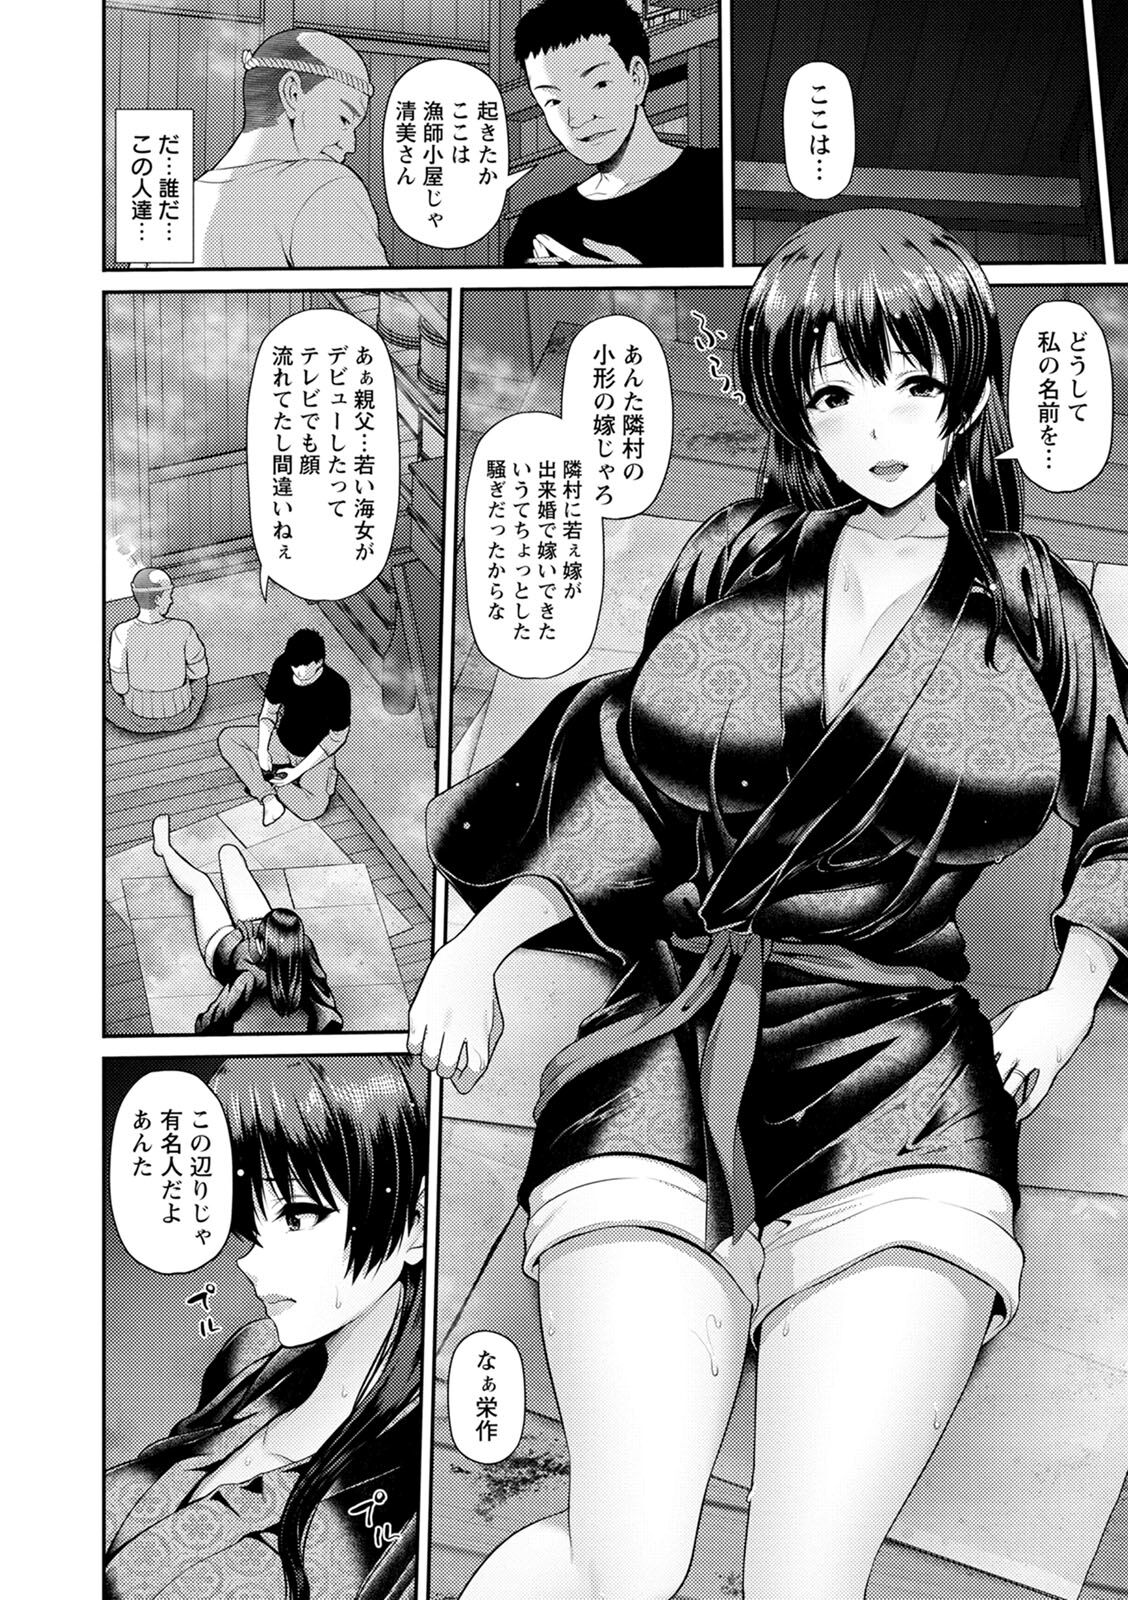 ここは…
起きたか
ここは
漁師小屋じゃ
清美さん
だ…誰だ…
この人達…
どうして
私の名前を…
ふらっ
あんた隣村の
小形の嫁じゃろ
隣村に若ぇ嫁が
出来婚で嫁いできた
いうてちょっとした
騒ぎだったからな
なぁ栄作
あぁ親父…若い海女が
デビューしたって
テレビでも顔
流れてたし間違いねぇ
この辺りじゃ
有名人だよ
あんた
プル
プル